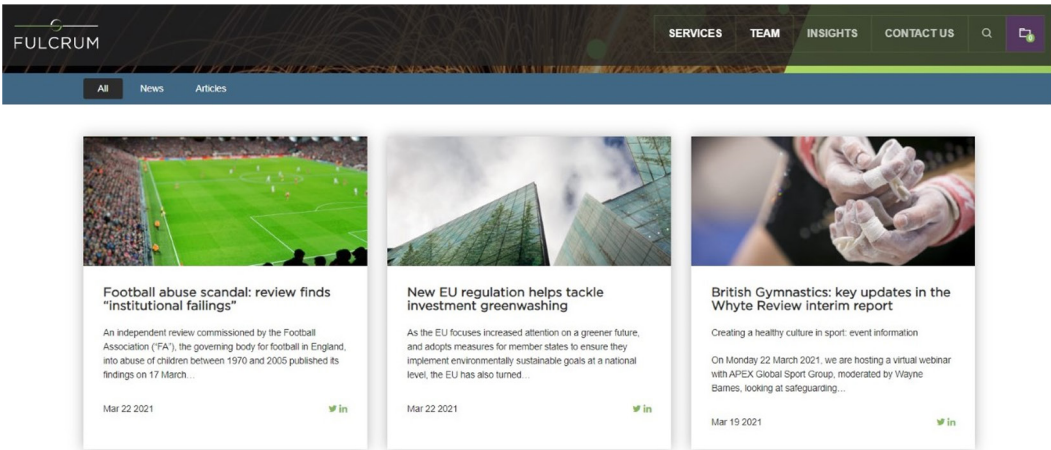 FULCRUM
SERVICES TEAM INSIGHTS CONTACT US
0
All News Articles
Football abuse scandal: review finds
“institutional failings”
An independent review commissioned by the Football
Association (“FA”), the governing body for football in England,
into abuse of children between 1970 and 2005 published its
findings on 17 March…
Mar 22 2021
in
New EU regulation helps tackle
investment greenwashing
As the EU focuses increased attention on a greener future,
and adopts measures for member states to ensure they
implement environmentally sustainable goals at a national
level, the EU has also turned…
Mar 22 2021
in
British Gymnastics: key updates in the
Whyte Review interim report
Creating a healthy culture in sport: event information
On Monday 22 March 2021, we are hosting a virtual webinar
with APEX Global Sport Group, moderated by Wayne
Barnes, looking at safeguarding…
Mar 19 2021
in